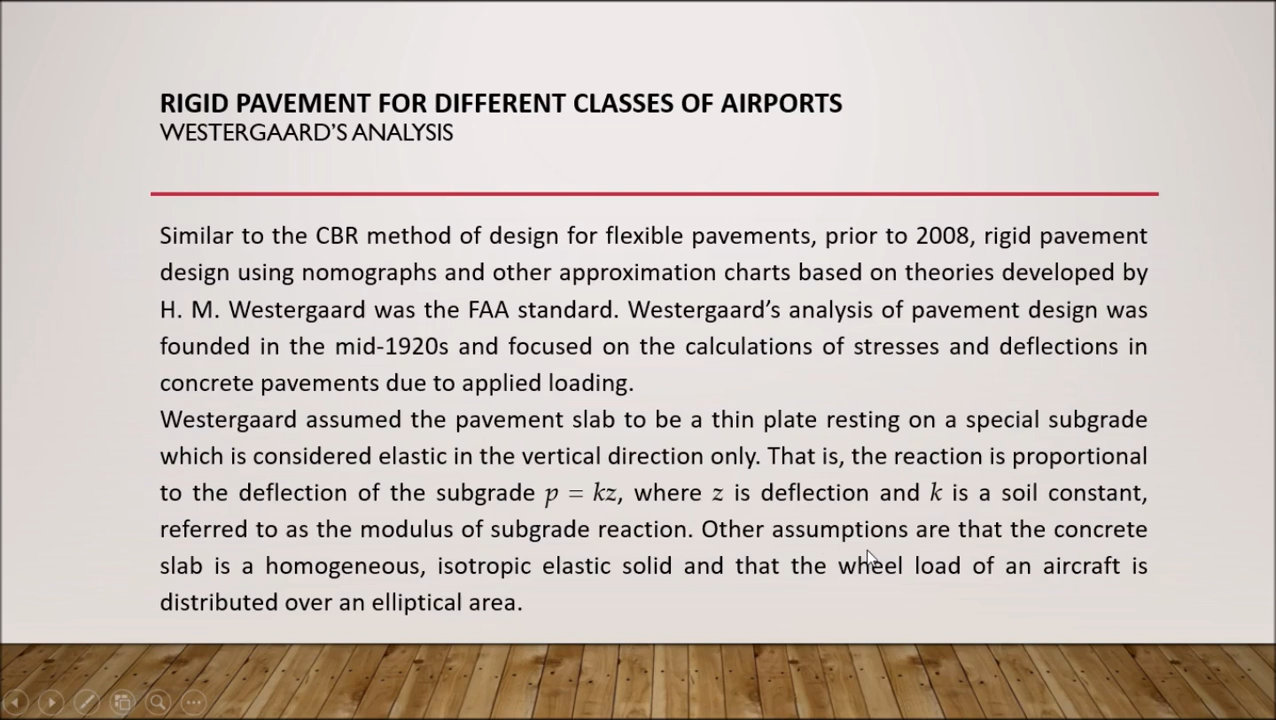 RIGID PAVEMENT FOR DIFFERENT CLASSES OF AIRPORTS
WESTERGAARD'S ANALYSIS
Similar to the CBR method of design for flexible pavements, prior to 2008, rigid pavement
design using nomographs and other approximation charts based on theories developed by
H. M. Westergaard was the FAA standard. Westergaard's analysis of pavement design was
founded in the mid-1920s and focused on the calculations of stresses and deflections in
concrete pavements due to applied loading.
Westergaard assumed the pavement slab to be a thin plate resting on a special subgrade
which is considered elastic in the vertical direction only. That is, the reaction is proportional
to the deflection of the subgrade p = kz, where z is deflection and k is a soil constant,
referred to as the modulus of subgrade reaction. Other assumptions are that the concrete
slab is a homogeneous, isotropic elastic solid and that the wheel load of an aircraft is
distributed over an elliptical area.